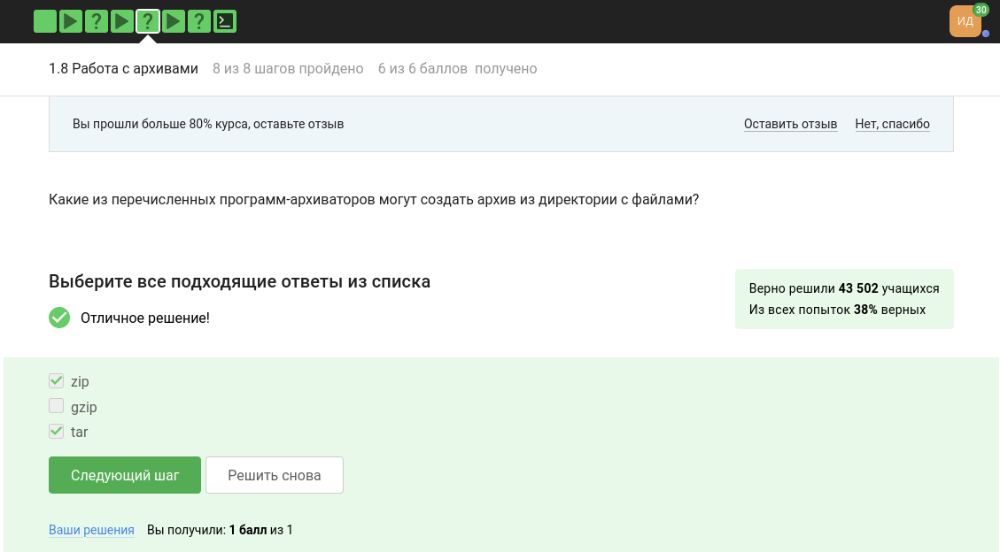 ? ? ?
ИД
30
1.8 Работа с архивами 8 из 8 шагов пройдено 6 из 6 баллов получено
Вы прошли больше 80% курса, оставьте отзыв Оставить отзыв Нет, спасибо
Какие из перечисленных программ-архиваторов могут создать архив из директории с файлами?
Выберите все подходящие ответы из списка
Верно решили 43 502 учащихся
Из всех попыток 38% верных
Отличное решение!
zip
gzip
tar
Следующий шаг Решить снова
Ваши решения Вы получили: 1 балл из 1